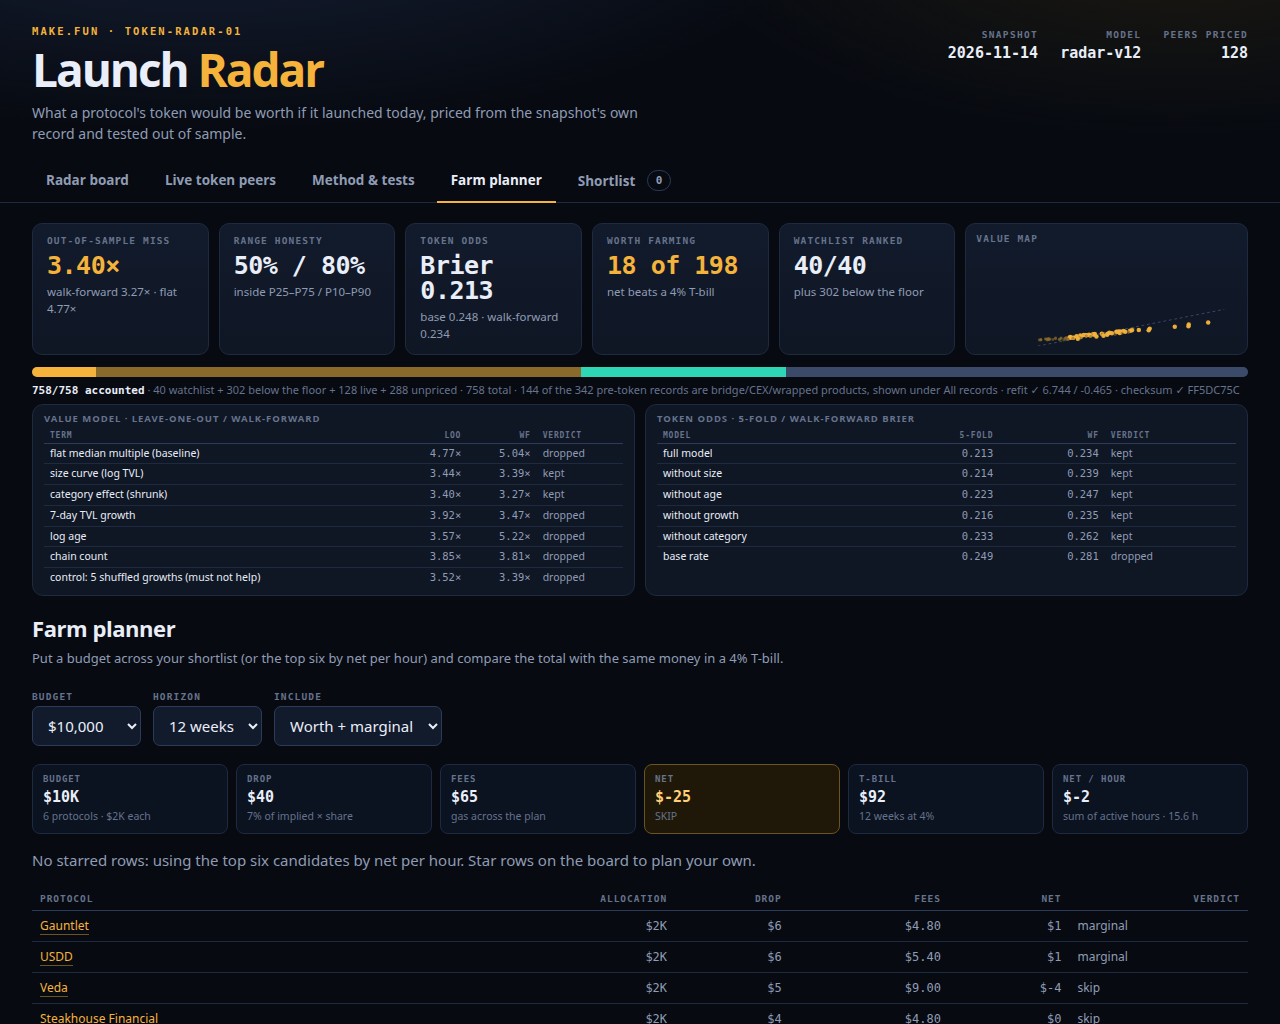 MAKE.FUN · TOKEN-RADAR-01
Launch Radar
What a protocol's token would be worth if it launched today, priced from the snapshot's own
record and tested out of sample.
SNAPSHOT
2026-11-14
MODEL
radar-v12
PEERS PRICED
128
Radar board
Live token peers
Method & tests
Farm planner
Shortlist 0
OUT-OF-SAMPLE MISS
3.40×
walk-forward 3.27× · flat
4.77×
RANGE HONESTY
50% / 80%
inside P25–P75 / P10–P90
TOKEN ODDS
Brier
0.213
base 0.248 · walk-forward
0.234
WORTH FARMING
18 of 198
net beats a 4% T-bill
WATCHLIST RANKED
40/40
plus 302 below the floor
VALUE MAP
758/758 accounted · 40 watchlist + 302 below the floor + 128 live + 288 unpriced = 758 total · 144 of the 342 pre-token records are bridge/CEX/wrapped products, shown under All records · refit ✓ 6.744 / -0.465 · checksum ✓ FF5DC75C
VALUE MODEL · LEAVE-ONE-OUT / WALK-FORWARD
TERM LOO WF VERDICT
flat median multiple (baseline) 4.77× 5.04× dropped
size curve (log TVL) 3.44× 3.39× kept
category effect (shrunk) 3.40× 3.27× kept
7-day TVL growth 3.92× 3.47× dropped
log age 3.57× 5.22× dropped
chain count 3.85× 3.81× dropped
control: 5 shuffled growths (must not help) 3.52× 3.39× dropped
TOKEN ODDS · 5-FOLD / WALK-FORWARD BRIER
MODEL 5-FOLD WF VERDICT
full model 0.213 0.234 kept
without size 0.214 0.239 kept
without age 0.223 0.247 kept
without growth 0.216 0.235 kept
without category 0.233 0.262 kept
base rate 0.249 0.281 dropped
Farm planner
Put a budget across your shortlist (or the top six by net per hour) and compare the total with the same money in a 4% T-bill.
BUDGET
$10,000
HORIZON
12 weeks
INCLUDE
Worth + marginal
BUDGET
$10K
6 protocols · $2K each
DROP
$40
7% of implied × share
FEES
$65
gas across the plan
NET
$-25
SKIP
T-BILL
$92
12 weeks at 4%
NET / HOUR
$-2
sum of active hours · 15.6 h
No starred rows: using the top six candidates by net per hour. Star rows on the board to plan your own.
PROTOCOL ALLOCATION DROP FEES NET VERDICT
Gauntlet $2K $6 $4.80 $1 marginal
USDD $2K $6 $5.40 $1 marginal
Veda $2K $5 $9.00 $-4 skip
Steakhouse Financial $2K $4 $4.80 $0 skip